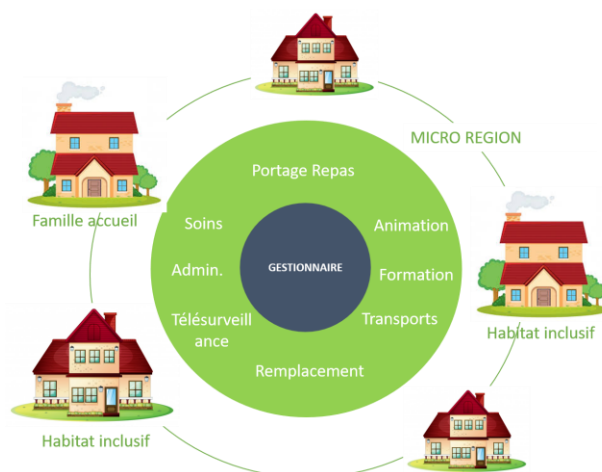 MICRO REGION
Portage Repas
Famille accueil
Soins
Animation
Admin.
GESTIONNAIRE
Formation
Télésurveill
ance
Transports
Habitat inclusif
Remplacement
Habitat inclusif